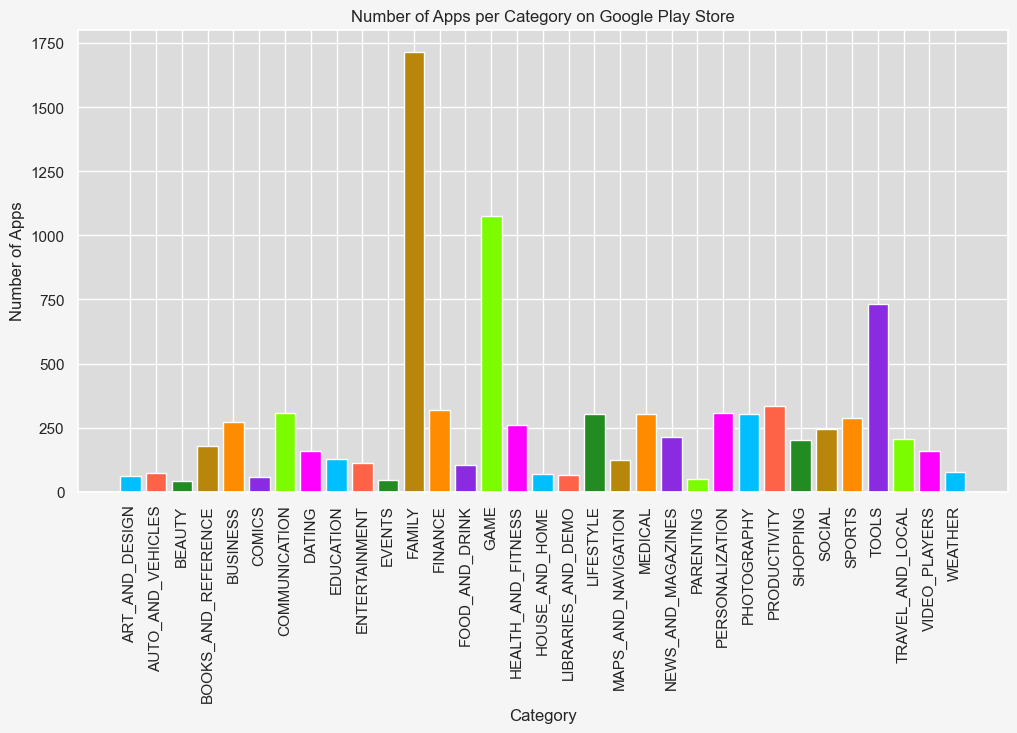 Number of Apps per Category on Google Play Store
Number of Apps
1750
1500
1250
1000
750
500
250
0
ART_AND_DESIGN
AUTO_AND_VEHICLES
BEAUTY
BOOKS_AND_REFERENCE
BUSINESS
COMICS
COMMUNICATION
DATING
EDUCATION
ENTERTAINMENT
EVENTS
FAMILY
FINANCE
FOOD_AND_DRINK
GAME
HEALTH_AND_FITNESS
HOUSE_AND_HOME
LIBRARIES_AND_DEMO
LIFESTYLE
MAPS_AND_NAVIGATION
MEDICAL
NEWS_AND_MAGAZINES
PARENTING
PERSONALIZATION
PHOTOGRAPHY
PRODUCTIVITY
SHOPPING
SOCIAL
SPORTS
TOOLS
TRAVEL_AND_LOCAL
VIDEO_PLAYERS
WEATHER
Category